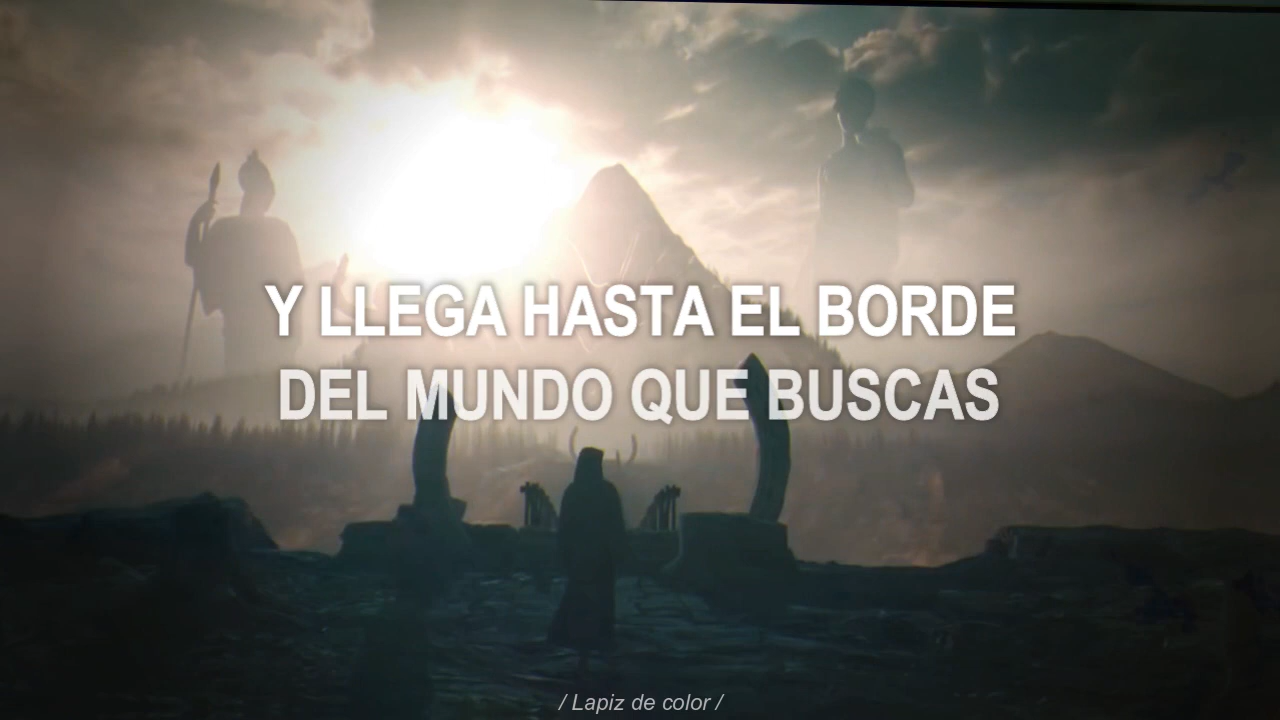 Y LLEGA HASTA EL BORDE
DEL MUNDO QUE BUSCAS
/ Lapiz de color /